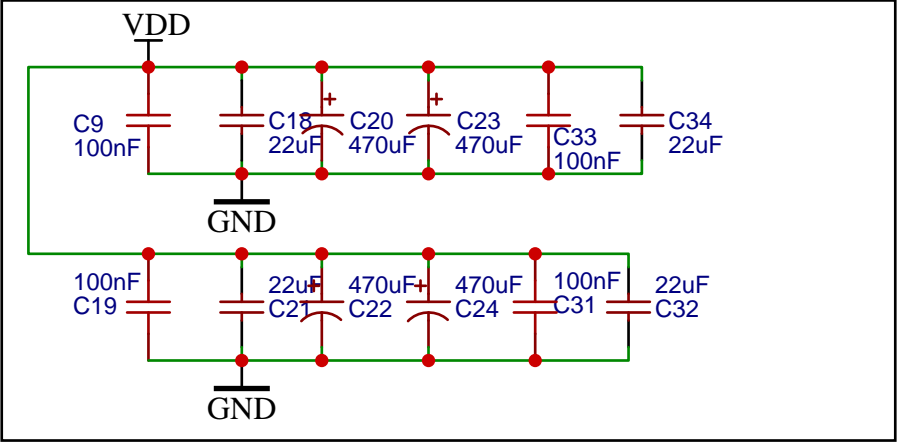 VDD
+
+
C9
100nF
C18
22uF
C20
470uF
C23
470uF
C33
100nF
C34
22uF
GND
100nF
C19
22uF
C21
+
470uF
C22
+
470uF
C24
100nF
C31
22uF
C32
GND